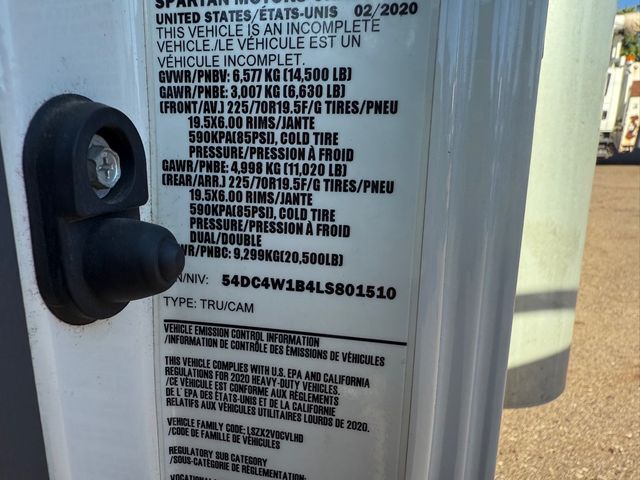 SPARTAN MOTORS
UNITED STATES/ÉTATS-UNIS 02/2020
THIS VEHICLE IS AN INCOMPLETE
VEHICLE./LE VÉHICULE EST UN
VÉHICULE INCOMPLET.
GVWR/PNBV: 6,577 KG (14,500 LB)
GAWR/PNBE: 3,007 KG (6,630 LB)
(FRONT/AV.) 225/70R19.5F/G TIRES/PNEU
19.5X6.00 RIMS/JANTE
590KPA(85PSI), COLD TIRE
PRESSURE/PRESSION À FROID
GAWR/PNBE: 4,998 KG (11,020 LB)
(REAR/ARR.) 225/70R19.5F/G TIRES/PNEU
19.5X6.00 RIMS/JANTE
590KPA(85PSI), COLD TIRE
PRESSURE/PRESSION À FROID
DUAL/DOUBLE
WR/PNBC: 9,299KG(20,500LB)
N/NIV: 54DC4W1B4LS801510
TYPE: TRU/CAM
VEHICLE EMISSION CONTROL INFORMATION
/INFORMATION DE CONTRÔLE DES ÉMISSIONS DE VÉHICULES
THIS VEHICLE COMPLIES WITH U.S. EPA AND CALIFORNIA
REGULATIONS FOR 2020 HEAVY-DUTY VEHICLES.
/CE VÉHICULE EST CONFORME AUX RÈGLEMENTS
DE L'EPA DES ÉTATS-UNIS ET DE LA CALIFORNIE
RELATIFS AUX VÉHICULES UTILITAIRES LOURDS DE 2020.
VEHICLE FAMILY CODE: LSZX2VOCVLHD
/CODE DE FAMILLE DE VÉHICULES
REGULATORY SUB CATEGORY
/SOUS-CATÉGORIE DE RÉGLEMENTATION: